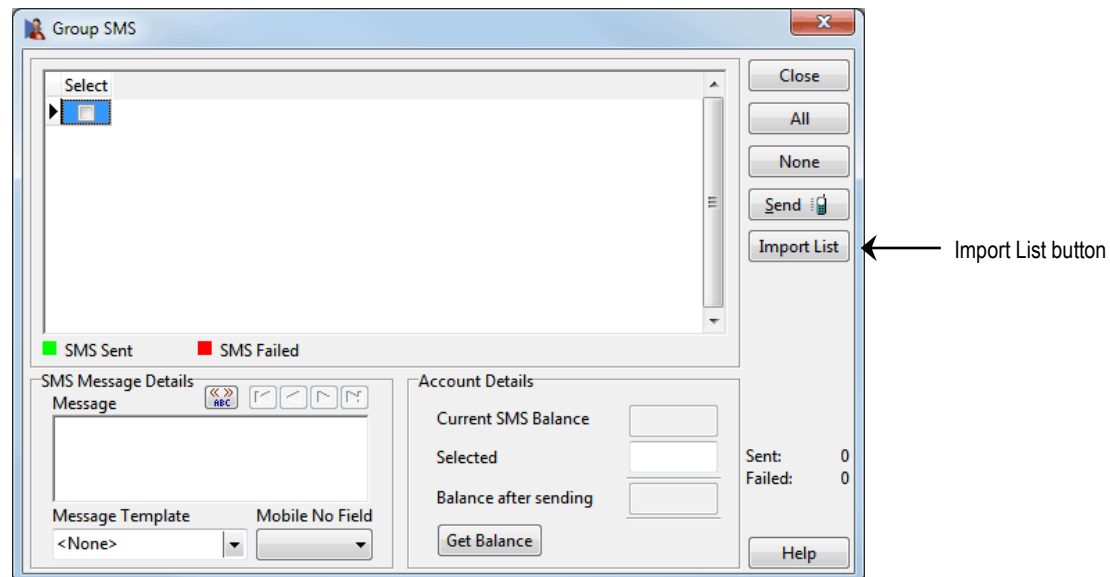 Group SMS
Close
Select
All
None
Send
Import List
Import List button
SMS Sent SMS Failed
SMS Message Details
Message
« »
ABC
Account Details
Current SMS Balance
Selected
Balance after sending
Sent: 0
Failed: 0
Message Template Mobile No Field
<None>
Get Balance
Help